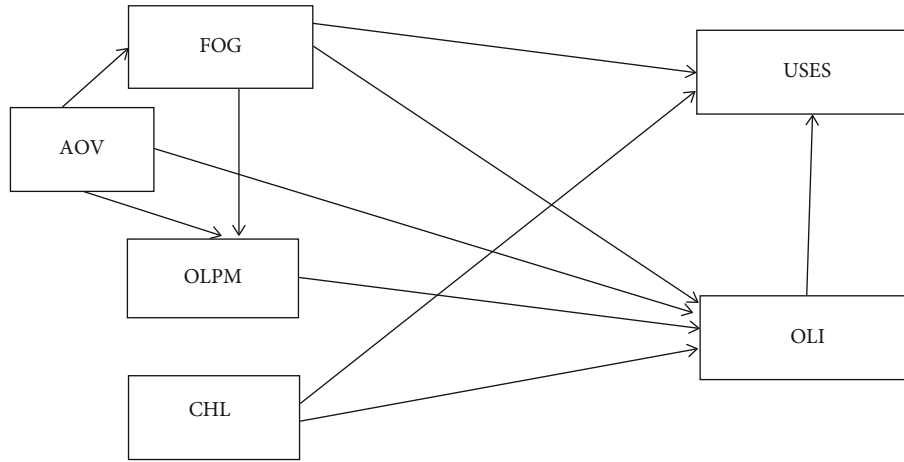 FOG
USES
AOV
OLPM
OLI
CHL